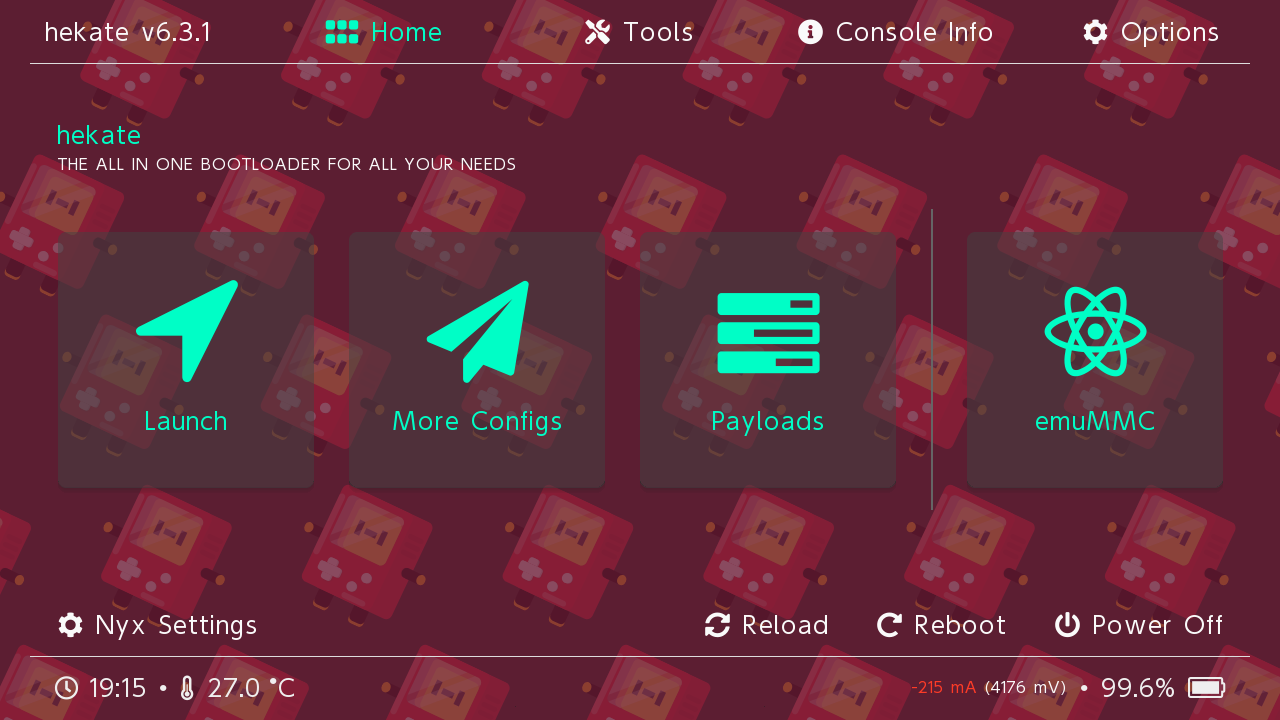 hekate v6.3.1 Home Tools Console Info Options
hekate
THE ALL IN ONE BOOTLOADER FOR ALL YOUR NEEDS
Launch More Configs Payloads emuMMC
Nyx Settings Reload Reboot Power Off
19:15 • 27.0 °C -215 mA (4176 mV) • 99.6%